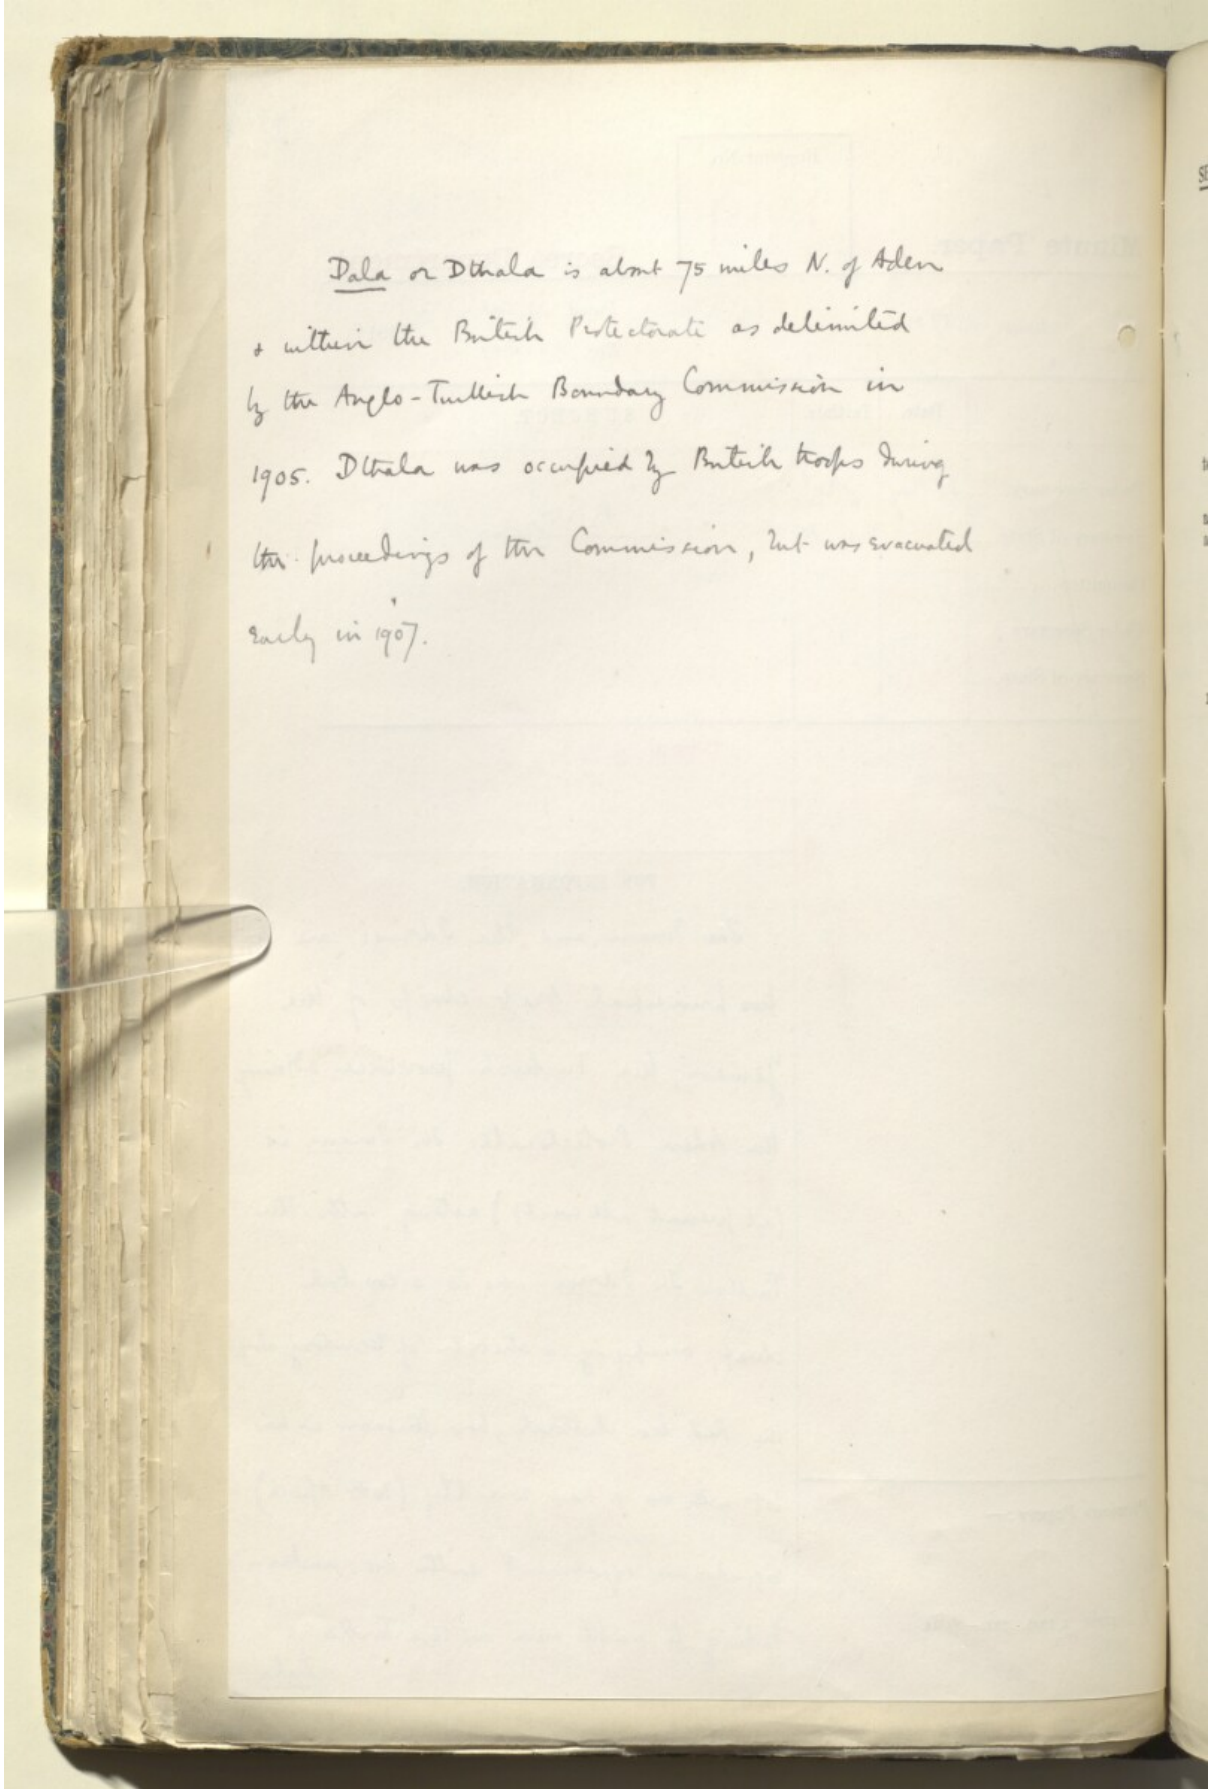 Dala or Dthala is about 75 miles N. of Aden
& within the British Protectorate as delimited
by the Anglo-Turkish Boundary Commission in
1905. Dthala was occupied by British troops during
the proceedings of the Commission, but was evacuated
early in 1907.